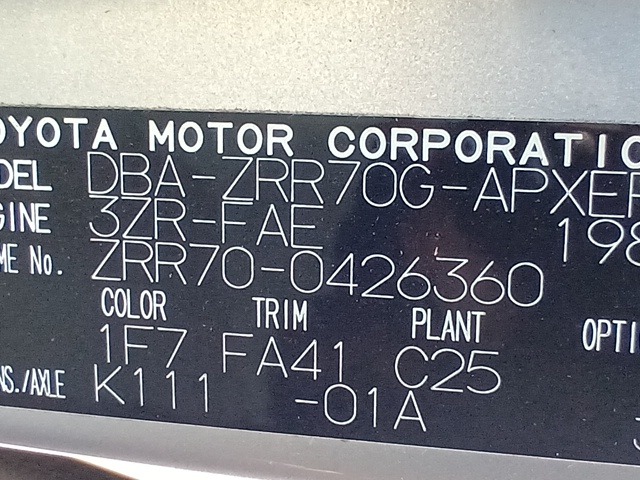 OYOTA MOTOR CORPORATIO
DEL DBA-ZRR70G-APXEP
GINE 3ZR-FAE 198
ME No. ZRR70-0426360
COLOR TRIM PLANT OPTI
1F7 FA41 C25
NS./AXLE K111 -01A